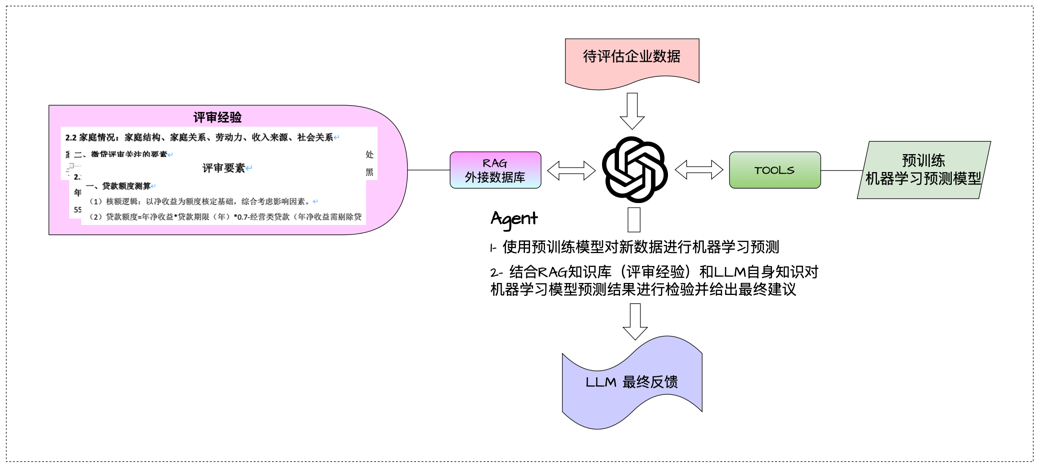 待评估企业数据
评审经验
2.2 家庭情况：家庭结构、家庭关系、劳动力、收入来源、社会关系
二、微贷评审关注的要素
处
评审要素
黑
2.
一、贷款额度测算
年
（1）核额逻辑：以净收益为额度核定基础，综合考虑影响因素。
55
（2）贷款额度=年净收益*贷款期限（年）*0.7-经营类贷款（年净收益需剔除贷
RAG
外接数据库
TOOLS
预训练
机器学习预测模型
Agent
1- 使用预训练模型对新数据进行机器学习预测
2- 结合RAG知识库（评审经验）和LLM自身知识对
机器学习模型预测结果进行检验并给出最终建议
LLM 最终反馈